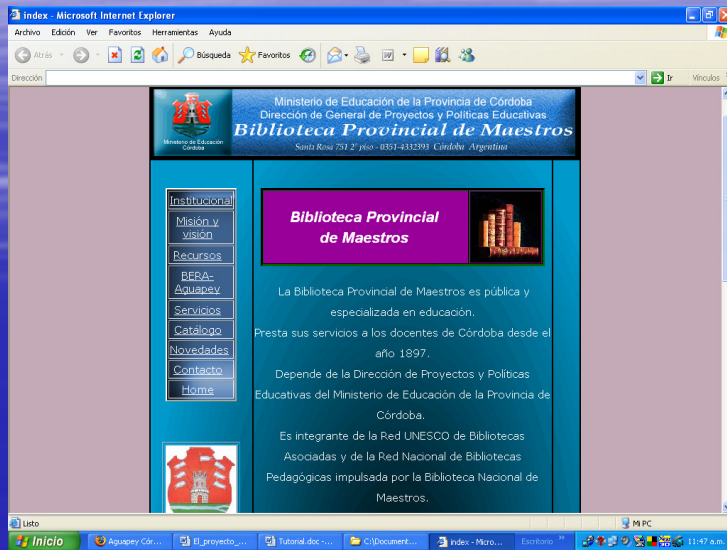 index - Microsoft Internet Explorer
Archivo Edición Ver Favoritos Herramientas Ayuda
Atrás Búsqueda Favoritos
Dirección Ir Vínculos
Ministerio de Educación de la Provincia de Córdoba
Dirección de General de Proyectos y Políticas Educativas
Biblioteca Provincial de Maestros
Santa Rosa 751 2° piso - 0351-4332393 Córdoba Argentina
Ministerio de Educación
Córdoba
Institucional
Misión y
visión
Recursos
BERA-
Aguapey
Servicios
Catálogo
Novedades
Contacto
Home
Biblioteca Provincial
de Maestros
La Biblioteca Provincial de Maestros es pública y
especializada en educación.
Presta sus servicios a los docentes de Córdoba desde el
año 1897.
Depende de la Dirección de Proyectos y Políticas
Educativas del Ministerio de Educación de la Provincia de
Córdoba.
Es integrante de la Red UNESCO de Bibliotecas
Asociadas y de la Red Nacional de Bibliotecas
Pedagógicas impulsada por la Biblioteca Nacional de
Maestros.
Listo Mi PC
Inicio Aguapey Cór... El_proyecto_... Tutorial.doc -... C:\Document... index - Micro... Escritorio 11:47 a.m.